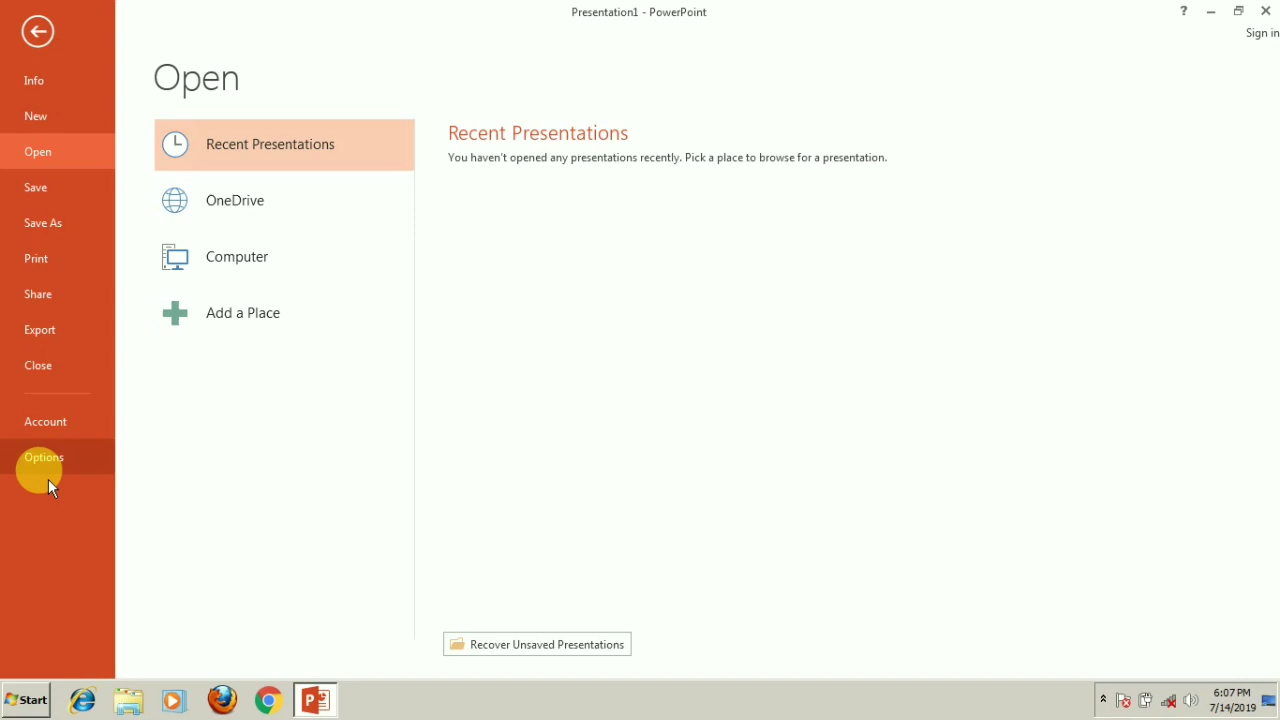 Presentation1 - PowerPoint
?
Sign in
Info
New
Open
Save
Save As
Print
Share
Export
Close
Account
Options
Open
Recent Presentations
OneDrive
Computer
Add a Place
Recent Presentations
You haven't opened any presentations recently. Pick a place to browse for a presentation.
Recover Unsaved Presentations
Start
P
6:07 PM
7/14/2019